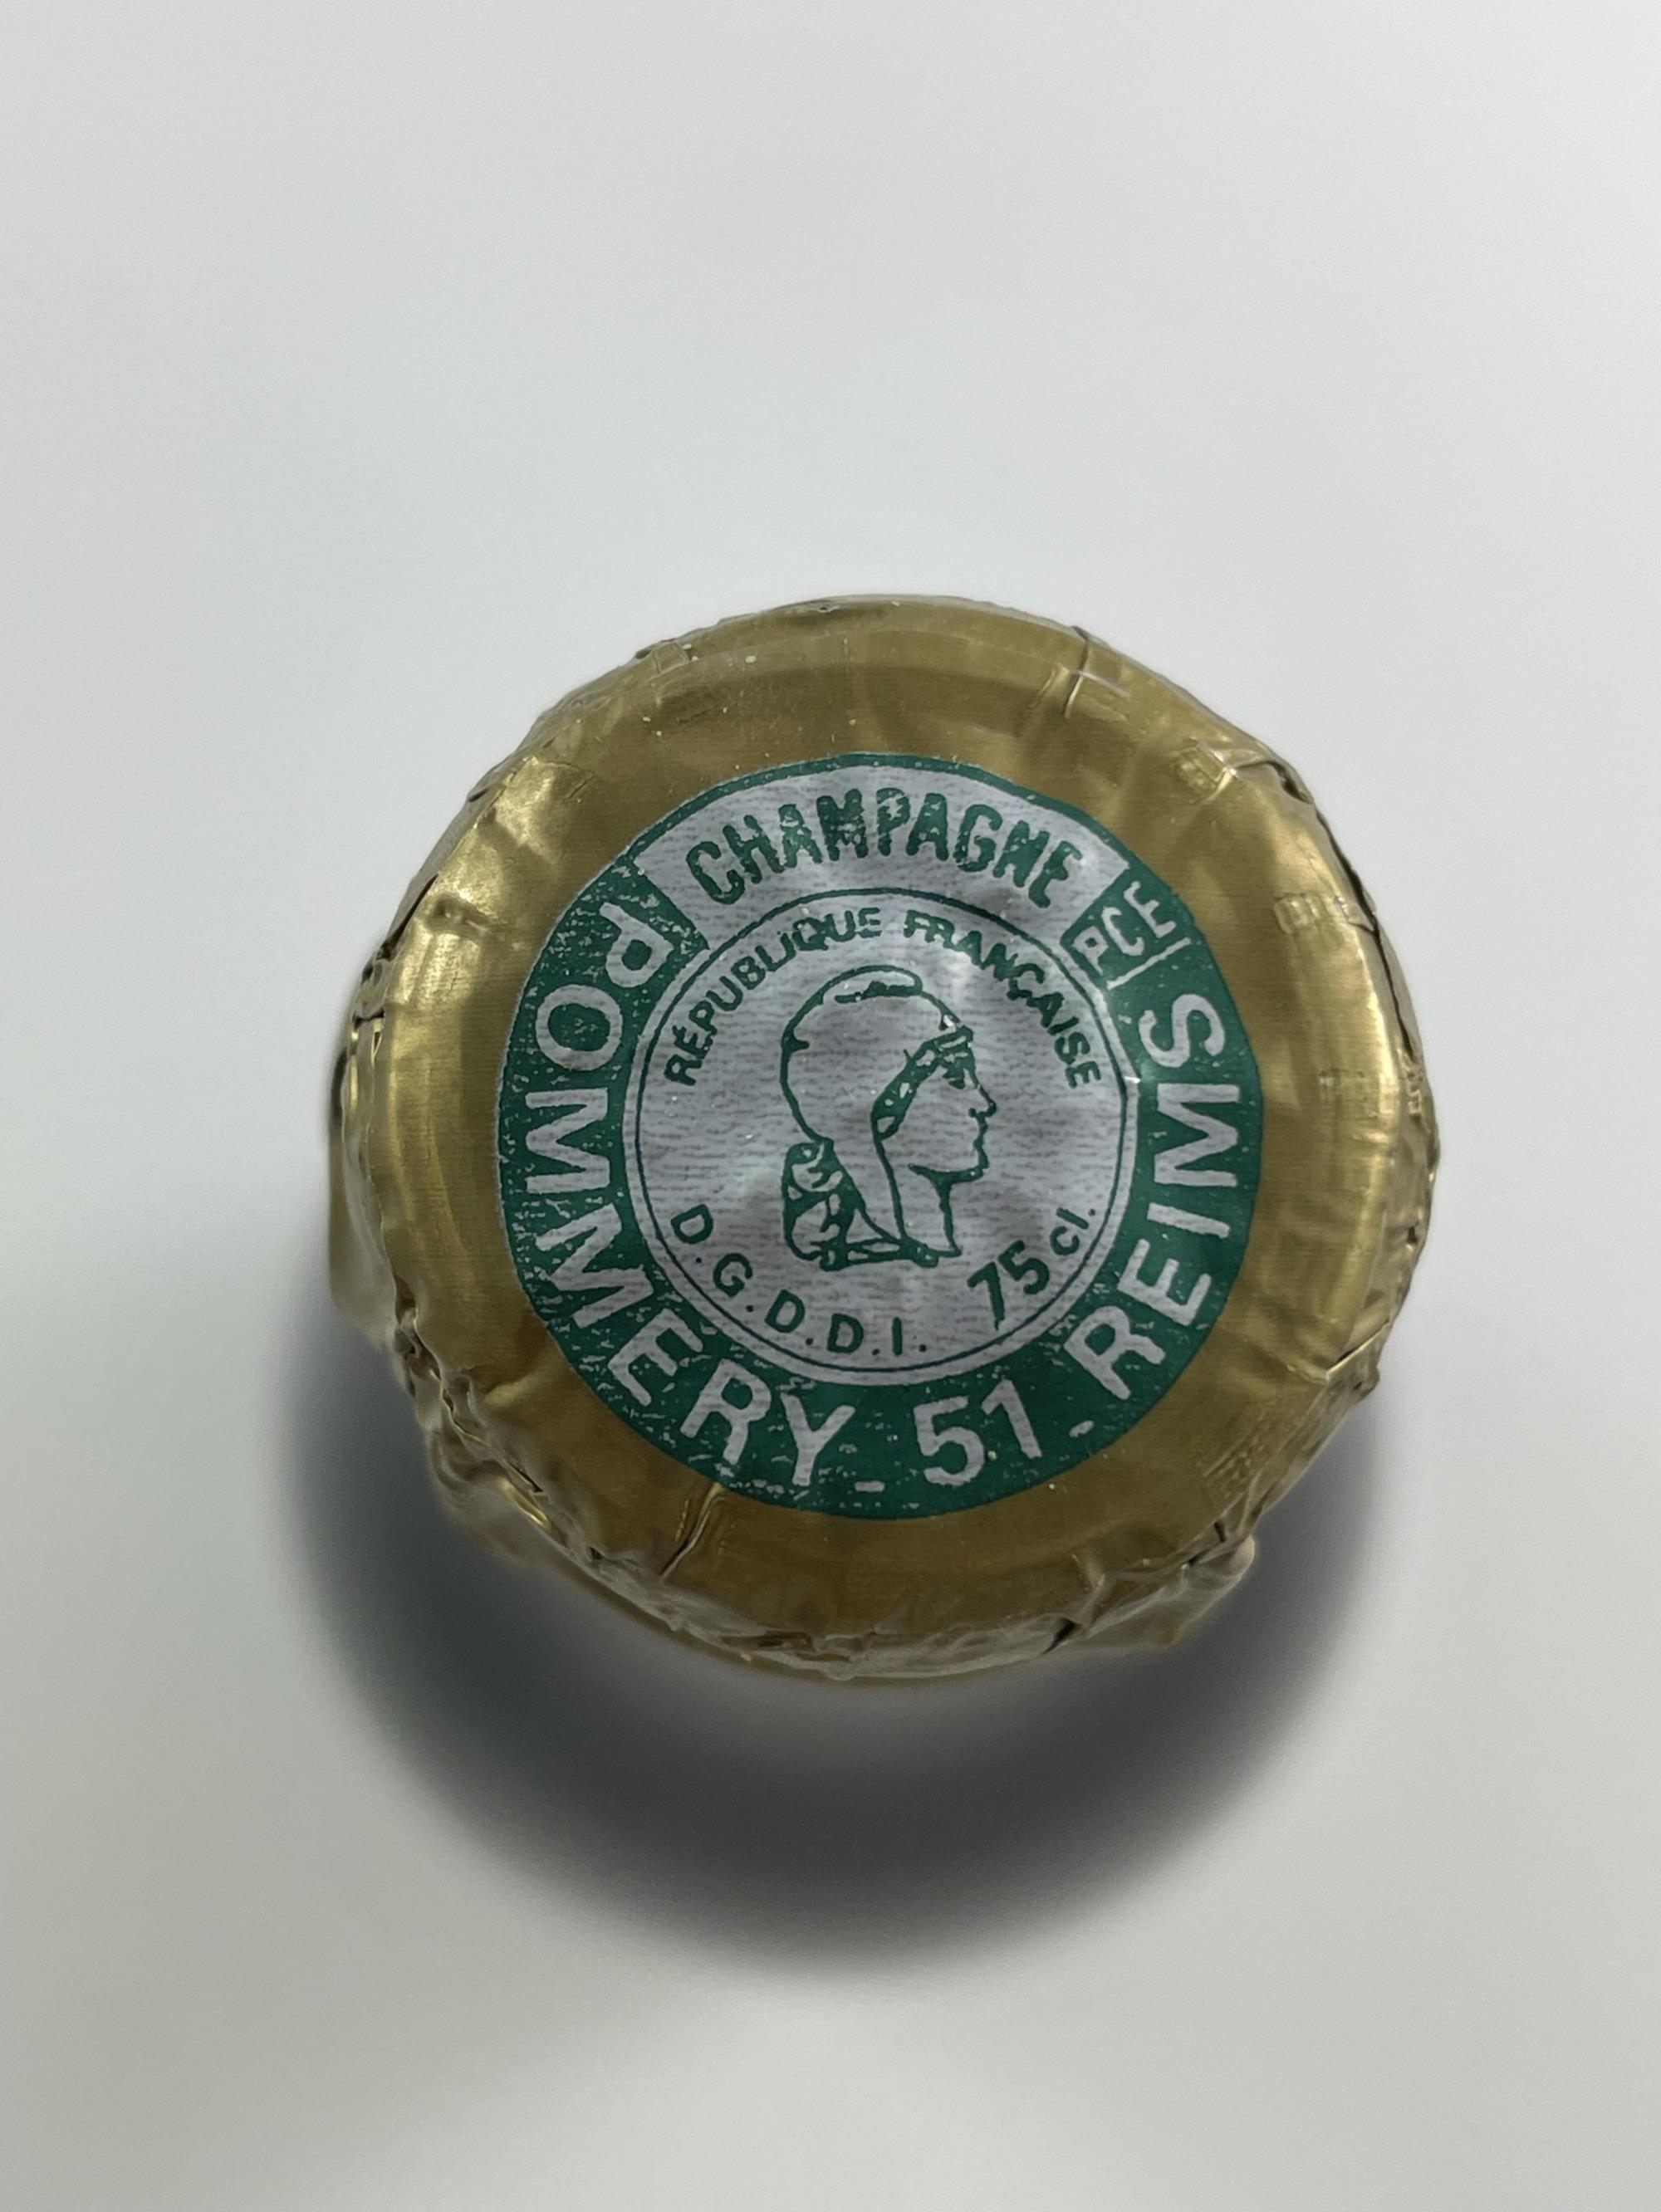 CHAMPAGNE
PCE
POMMERY - 51 - REIMS
RÉPUBLIQUE FRANÇAISE
D.G.D.D.I. 75 cl.